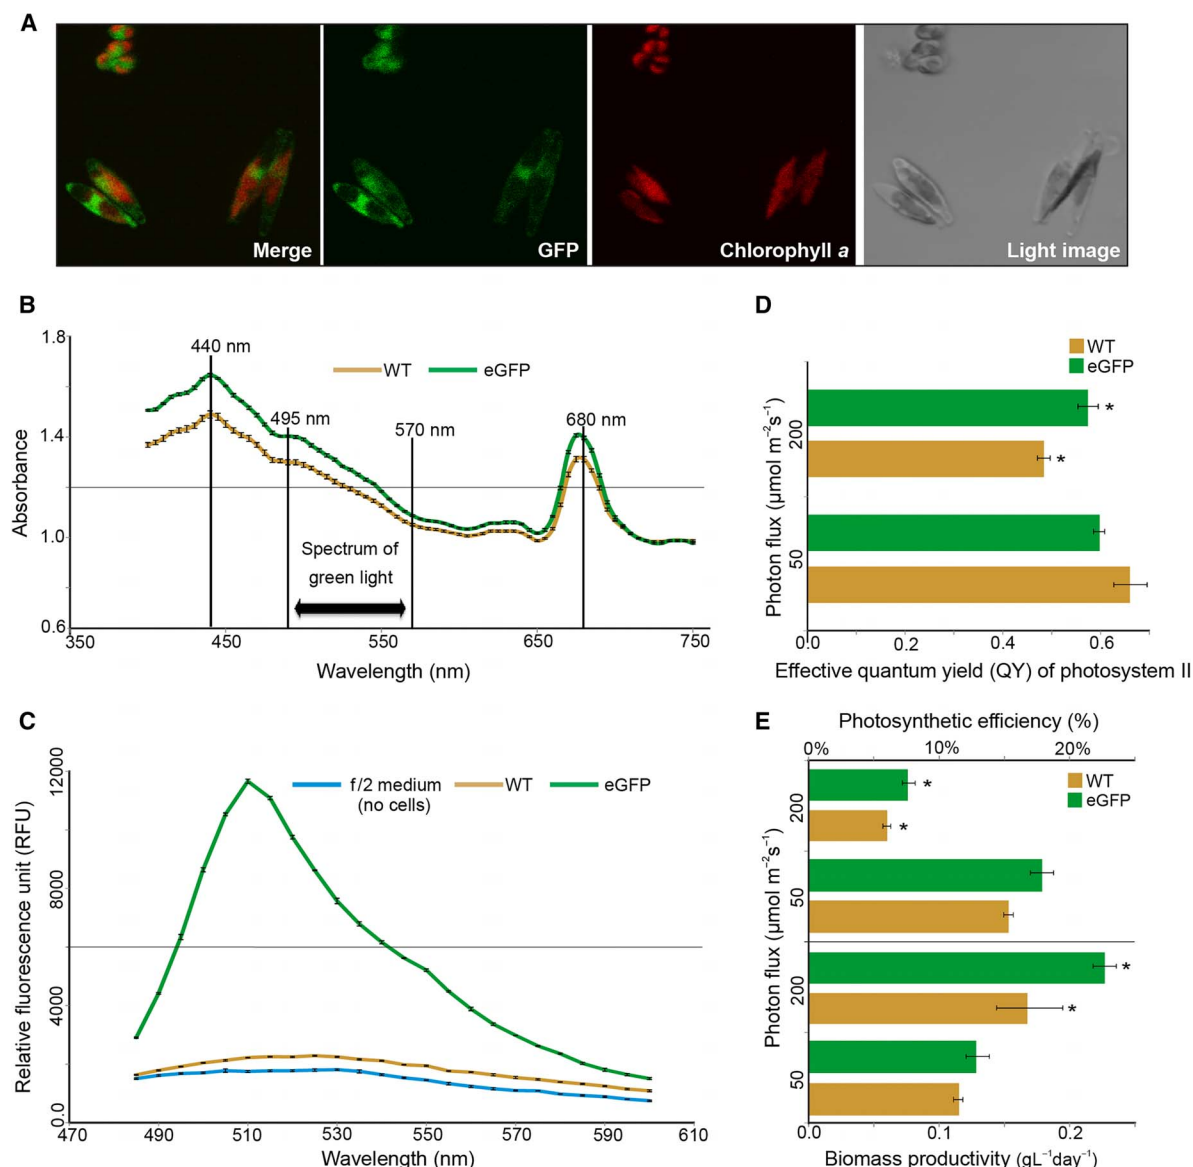 A
Merge
GFP
Chlorophyll a
Light image
B
1.8
1.4
1.0
0.6
Absorbance
440 nm
WT
eGFP
495 nm
570 nm
680 nm
Spectrum of
green light
350
450
550
650
750
Wavelength (nm)
D
WT
eGFP
Photon flux (µmol m⁻²s⁻¹)
200
50
0.0
0.2
0.4
0.6
Effective quantum yield (QY) of photosystem II
*
*
C
12000
8000
4000
0.0
Relative fluorescence unit (RFU)
f/2 medium
(no cells)
WT
eGFP
470
490
510
530
550
570
590
610
Wavelength (nm)
E
Photosynthetic efficiency (%)
0%
10%
20%
WT
eGFP
*
*
*
*
Photon flux (µmol m⁻²s⁻¹)
200
50
200
50
0.0
0.1
0.2
Biomass productivity (gL⁻¹day⁻¹)